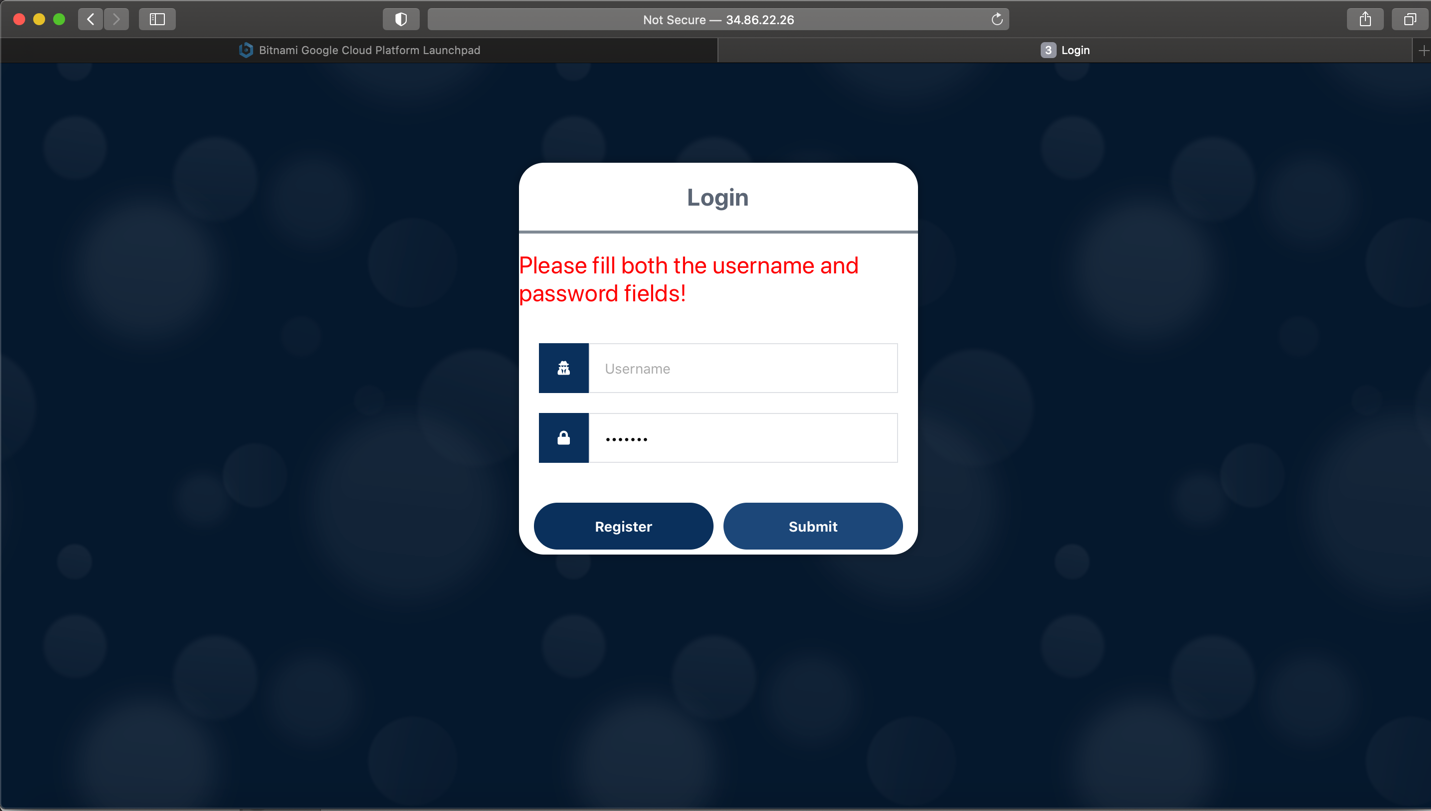 Not Secure — 34.86.22.26
Bitnami Google Cloud Platform Launchpad
3 Login
Login
Please fill both the username and
password fields!
Username
•••••••
Register
Submit